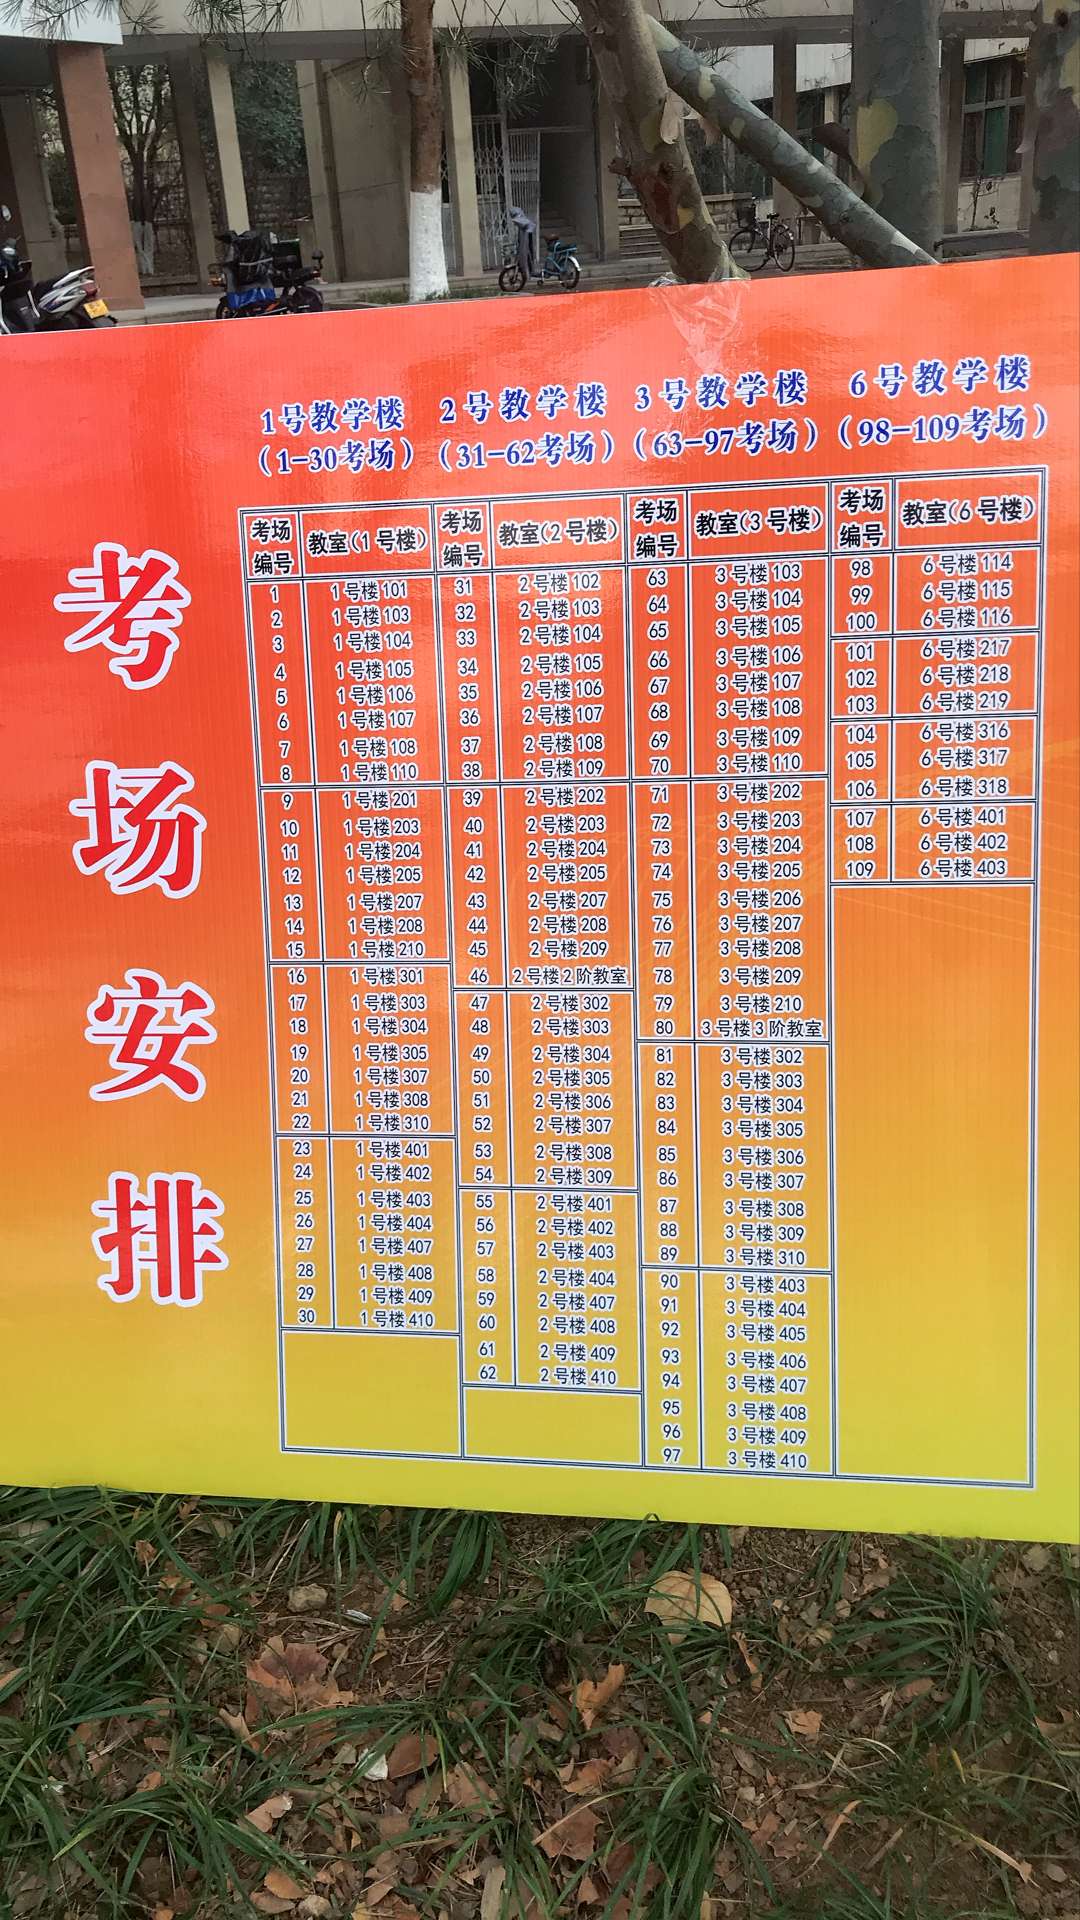 考场安排
1号教学楼 2号教学楼 3号教学楼 6号教学楼
（1-30考场） （31-62考场） （63-97考场） （98-109考场）
考场编号 教室(1号楼) 考场编号 教室(2号楼) 考场编号 教室(3号楼) 考场编号 教室(6号楼)
1 1号楼101 31 2号楼102 63 3号楼103 98 6号楼114
2 1号楼103 32 2号楼103 64 3号楼104 99 6号楼115
3 1号楼104 33 2号楼104 65 3号楼105 100 6号楼116
4 1号楼105 34 2号楼105 66 3号楼106 101 6号楼217
5 1号楼106 35 2号楼106 67 3号楼107 102 6号楼218
6 1号楼107 36 2号楼107 68 3号楼108 103 6号楼219
7 1号楼108 37 2号楼108 69 3号楼109 104 6号楼316
8 1号楼110 38 2号楼109 70 3号楼110 105 6号楼317
9 1号楼201 39 2号楼202 71 3号楼202 106 6号楼318
10 1号楼203 40 2号楼203 72 3号楼203 107 6号楼401
11 1号楼204 41 2号楼204 73 3号楼204 108 6号楼402
12 1号楼205 42 2号楼205 74 3号楼205 109 6号楼403
13 1号楼207 43 2号楼207 75 3号楼206
14 1号楼208 44 2号楼208 76 3号楼207
15 1号楼210 45 2号楼209 77 3号楼208
16 1号楼301 46 2号楼2阶教室 78 3号楼209
17 1号楼303 47 2号楼302 79 3号楼210
18 1号楼304 48 2号楼303 80 3号楼3阶教室
19 1号楼305 49 2号楼304 81 3号楼302
20 1号楼307 50 2号楼305 82 3号楼303
21 1号楼308 51 2号楼306 83 3号楼304
22 1号楼310 52 2号楼307 84 3号楼305
23 1号楼401 53 2号楼308 85 3号楼306
24 1号楼402 54 2号楼309 86 3号楼307
25 1号楼403 55 2号楼401 87 3号楼308
26 1号楼404 56 2号楼402 88 3号楼309
27 1号楼407 57 2号楼403 89 3号楼310
28 1号楼408 58 2号楼404 90 3号楼403
29 1号楼409 59 2号楼407 91 3号楼404
30 1号楼410 60 2号楼408 92 3号楼405
61 2号楼409 93 3号楼406
62 2号楼410 94 3号楼407
95 3号楼408
96 3号楼409
97 3号楼410